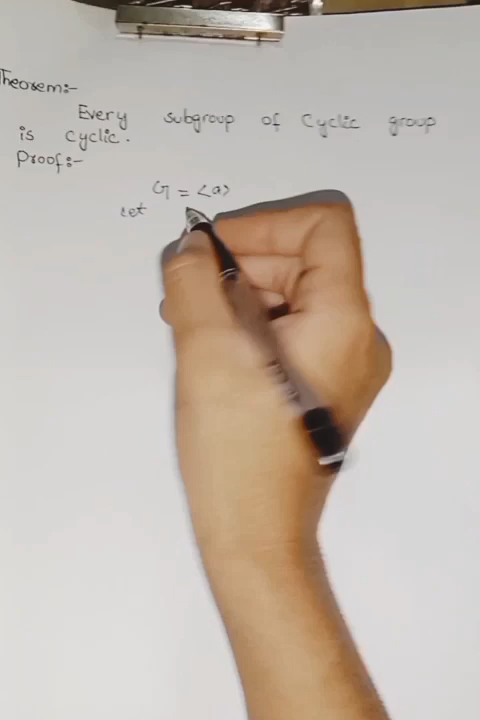 Theorem:-
Every subgroup of Cyclic group
is Cyclic.
Proof:-
G = <a>
let